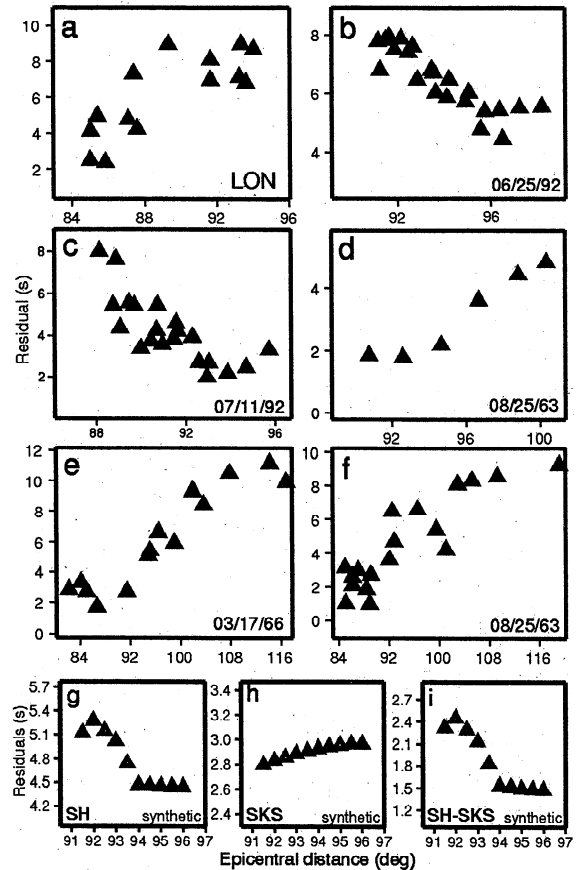 a
10
8
6
4
2
LON
84 88 92 96
b
8
6
4
06/25/92
92 96
Residual (s)
c
8
6
4
2
07/11/92
88 92 96
d
4
2
0
08/25/63
92 96 100
e
12
10
8
6
4
2
0
03/17/66
84 92 100 108 116
f
10
8
6
4
2
0
08/25/63
84 92 100 108 116
Residuals (s)
g
5.7
5.4
5.1
4.8
4.5
4.2
SH synthetic
91 92 93 94 95 96 97
h
3.4
3.2
3.0
2.8
2.6
2.4
SKS synthetic
91 92 93 94 95 96 97
i
2.7
2.4
2.1
1.8
1.5
1.2
SH-SKS synthetic
91 92 93 94 95 96 97
Epicentral distance (deg)